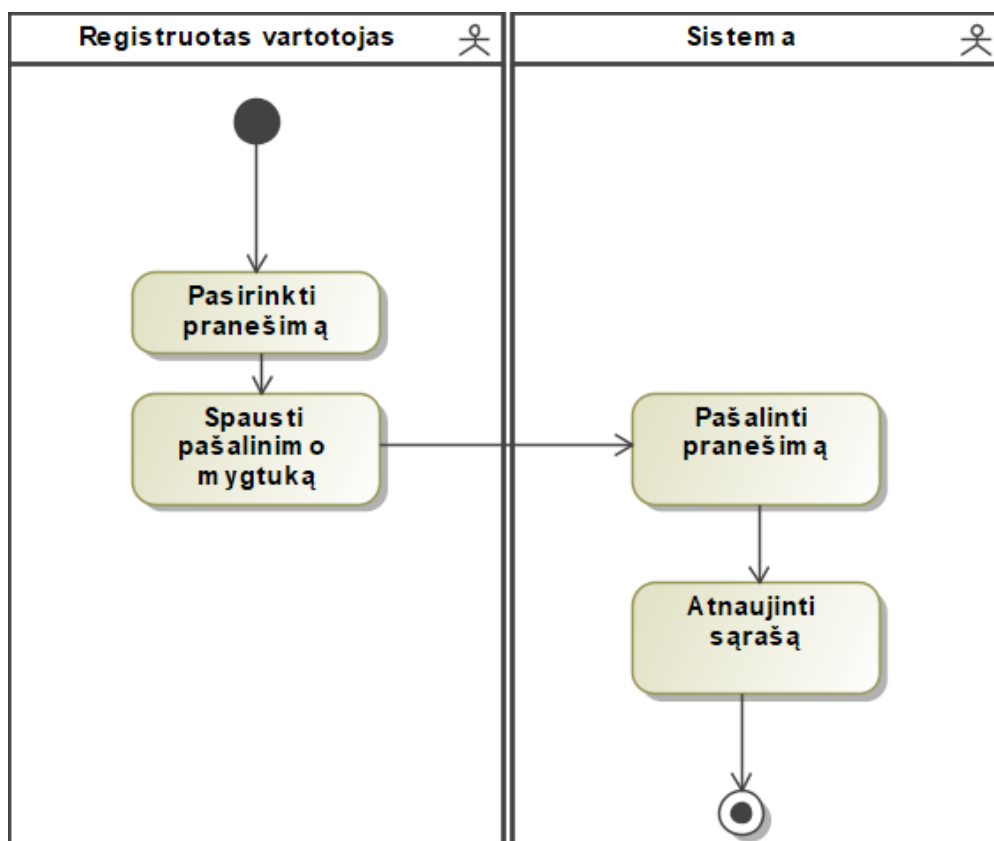 Registruotas vartotojas
Sistema
Pasirinkti
pranešimą
Spausti
pašalinimo
mygtuką
Pašalinti
pranešimą
Atnaujinti
sąrašą